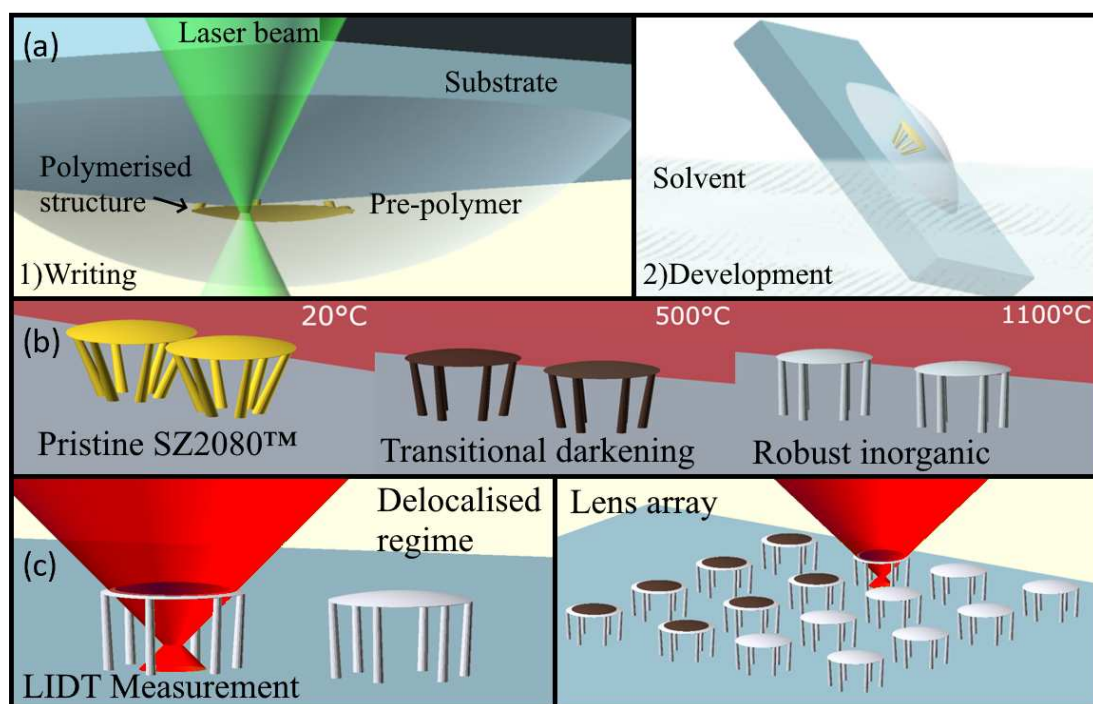 (a)
Laser beam
Substrate
Polymerised
structure
Pre-polymer
1)Writing
Solvent
2)Development
(b)
20°C
500°C
1100°C
Pristine SZ2080™
Transitional darkening
Robust inorganic
(c)
Delocalised
regime
LIDT Measurement
Lens array